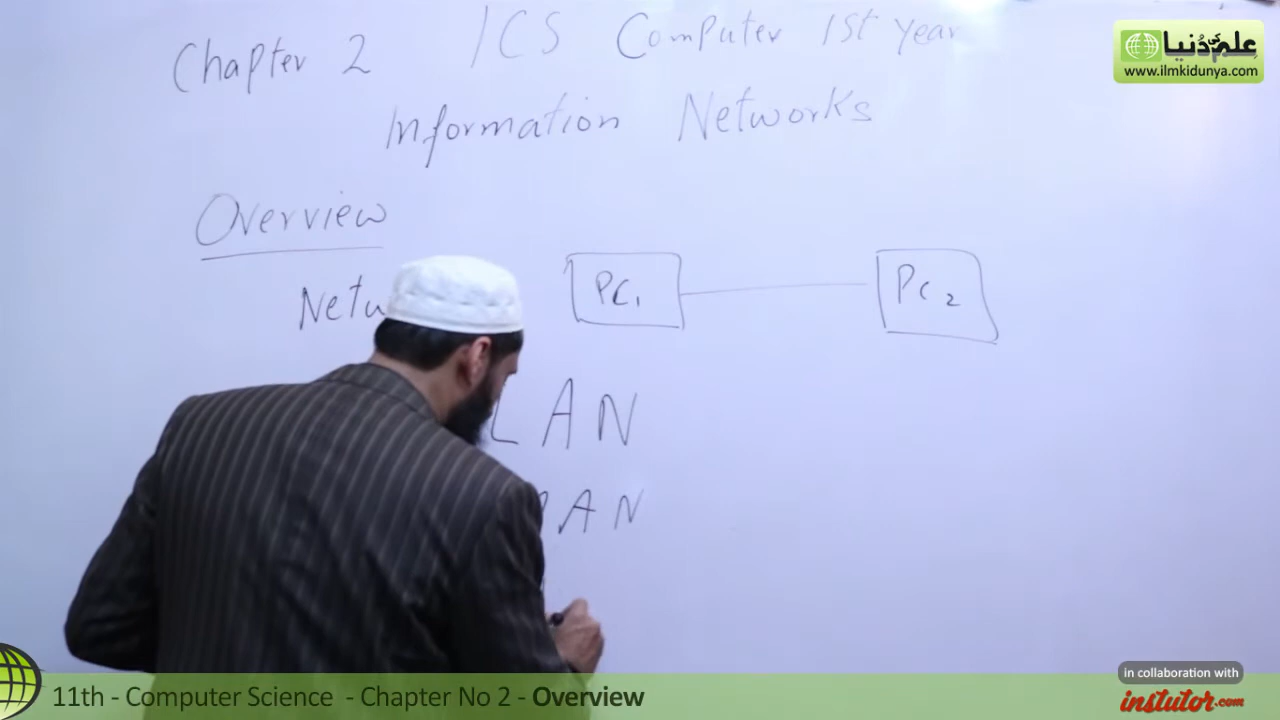 Chapter 2
ICS Computer 1st Year
Information Networks
Overview
PC1
PC2
LAN
AN
علم کی دنیا
www.ilmkidunya.com
11th - Computer Science - Chapter No 2 - Overview
in collaboration with
instutor.com